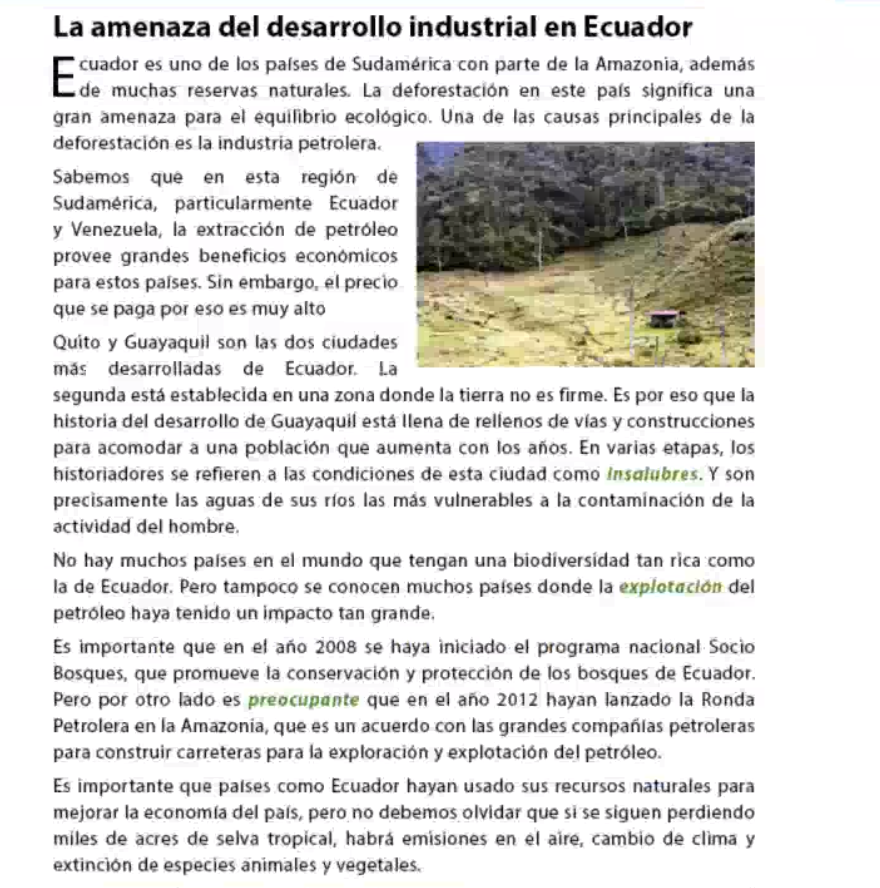 La amenaza del desarrollo industrial en Ecuador
Ecuador es uno de los países de Sudamérica con parte de la Amazonia, además
de muchas reservas naturales. La deforestación en este país significa una
gran amenaza para el equilibrio ecológico. Una de las causas principales de la
deforestación es la industria petrolera.
Sabemos que en esta región de
Sudamérica, particularmente Ecuador
y Venezuela, la extracción de petróleo
provee grandes beneficios económicos
para estos países. Sin embargo, el precio
que se paga por eso es muy alto
Quito y Guayaquil son las dos ciudades
más desarrolladas de Ecuador. La
segunda está establecida en una zona donde la tierra no es firme. Es por eso que la
historia del desarrollo de Guayaquil está llena de rellenos de vías y construcciones
para acomodar a una población que aumenta con los años. En varias etapas, los
historiadores se refieren a las condiciones de esta ciudad como insalubres. Y son
precisamente las aguas de sus ríos las más vulnerables a la contaminación de la
actividad del hombre.
No hay muchos países en el mundo que tengan una biodiversidad tan rica como
la de Ecuador. Pero tampoco se conocen muchos países donde la explotación del
petróleo haya tenido un impacto tan grande.
Es importante que en el año 2008 se haya iniciado el programa nacional Socio
Bosques, que promueve la conservación y protección de los bosques de Ecuador.
Pero por otro lado es preocupante que en el año 2012 hayan lanzado la Ronda
Petrolera en la Amazonia, que es un acuerdo con las grandes compañías petroleras
para construir carreteras para la exploración y explotación del petróleo.
Es importante que países como Ecuador hayan usado sus recursos naturales para
mejorar la economía del país, pero no debemos olvidar que si se siguen perdiendo
miles de acres de selva tropical, habrá emisiones en el aire, cambio de clima y
extinción de especies animales y vegetales.